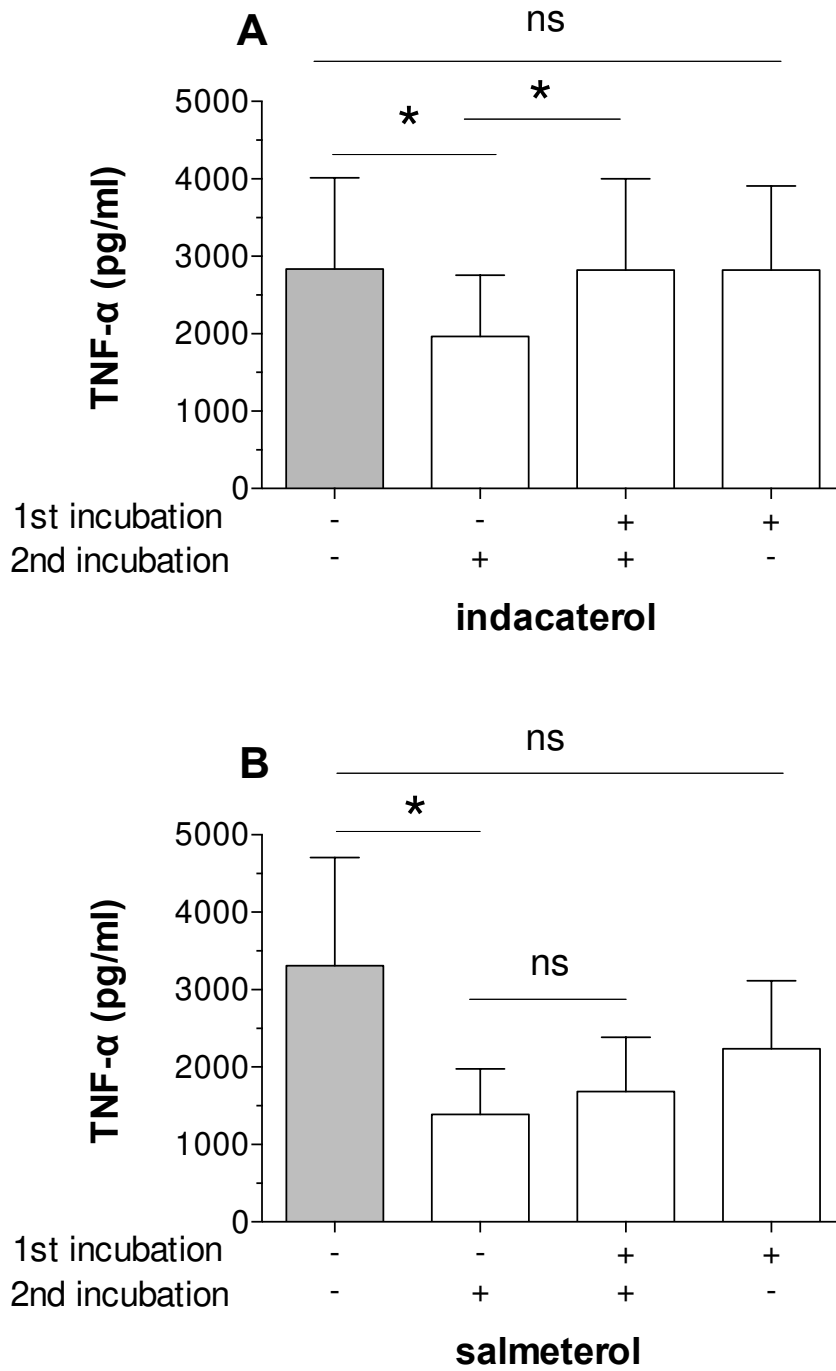 A
ns
*
*
TNF-α (pg/ml)
5000
4000
3000
2000
1000
0
1st incubation - - + +
2nd incubation - + + -
indacaterol
B
ns
*
ns
TNF-α (pg/ml)
5000
4000
3000
2000
1000
0
1st incubation - - + +
2nd incubation - + + -
salmeterol